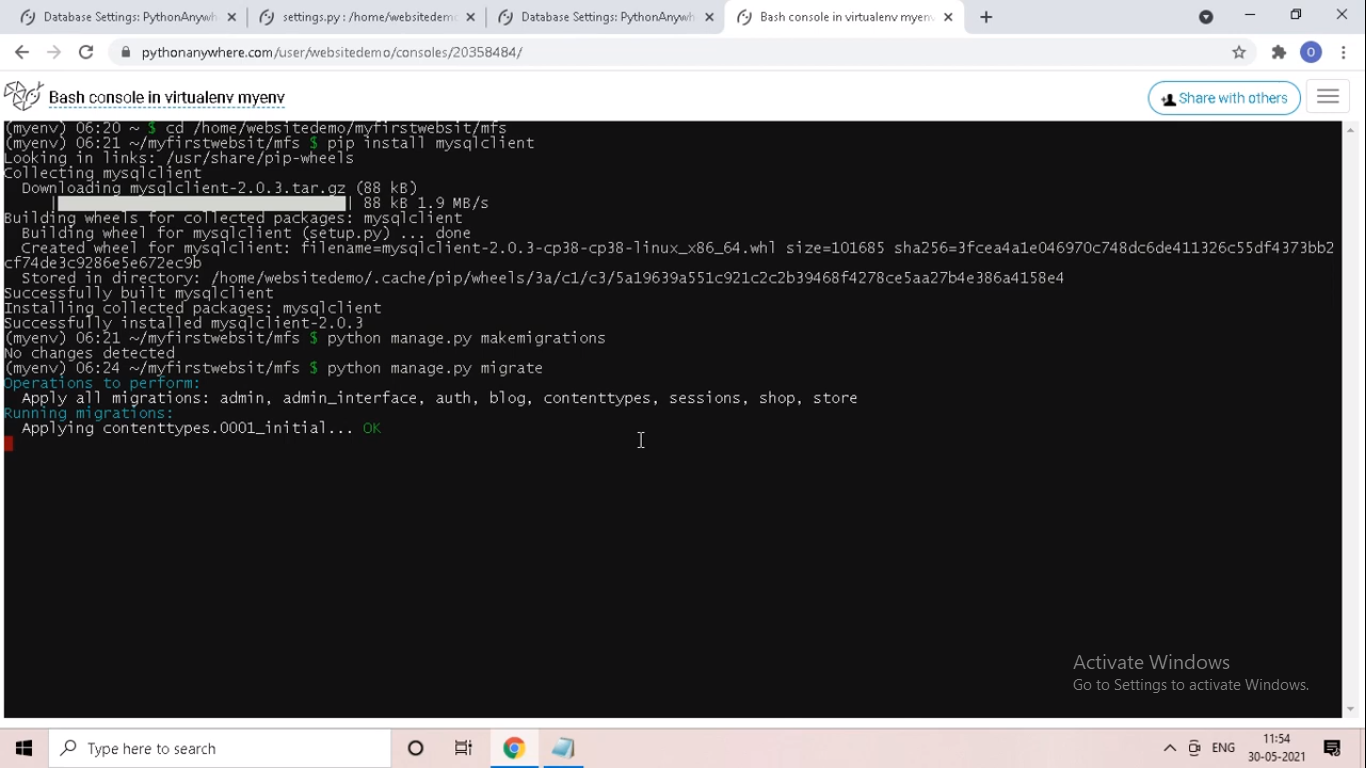 Database Settings: PythonAnywh
settings.py : /home/websitedemo
Database Settings: PythonAnywh
Bash console in virtualenv myenv
pythonanywhere.com/user/websitedemo/consoles/20358484/
O
Bash console in virtualenv myenv
Share with others
(myenv) 06:20 ~ $ cd /home/websitedemo/myfirstwebsit/mfs
(myenv) 06:21 ~/myfirstwebsit/mfs $ pip install mysqlclient
Looking in links: /usr/share/pip-wheels
Collecting mysqlclient
Downloading mysqlclient-2.0.3.tar.gz (88 kB)
| | 88 kB 1.9 MB/s
Building wheels for collected packages: mysqlclient
Building wheel for mysqlclient (setup.py) ... done
Created wheel for mysqlclient: filename=mysqlclient-2.0.3-cp38-cp38-linux_x86_64.whl size=101685 sha256=3fcea4a1e046970c748dc6de411326c55df4373bb2
cf74de3c9286e5e672ec9b
Stored in directory: /home/websitedemo/.cache/pip/wheels/3a/c1/c3/5a19639a551c921c2c2b39468f4278ce5aa27b4e386a4158e4
Successfully built mysqlclient
Installing collected packages: mysqlclient
Successfully installed mysqlclient-2.0.3
(myenv) 06:21 ~/myfirstwebsit/mfs $ python manage.py makemigrations
No changes detected
(myenv) 06:24 ~/myfirstwebsit/mfs $ python manage.py migrate
Operations to perform:
Apply all migrations: admin, admin_interface, auth, blog, contenttypes, sessions, shop, store
Running migrations:
Applying contenttypes.0001_initial... OK
Activate Windows
Go to Settings to activate Windows.
Type here to search
ENG
11:54
30-05-2021